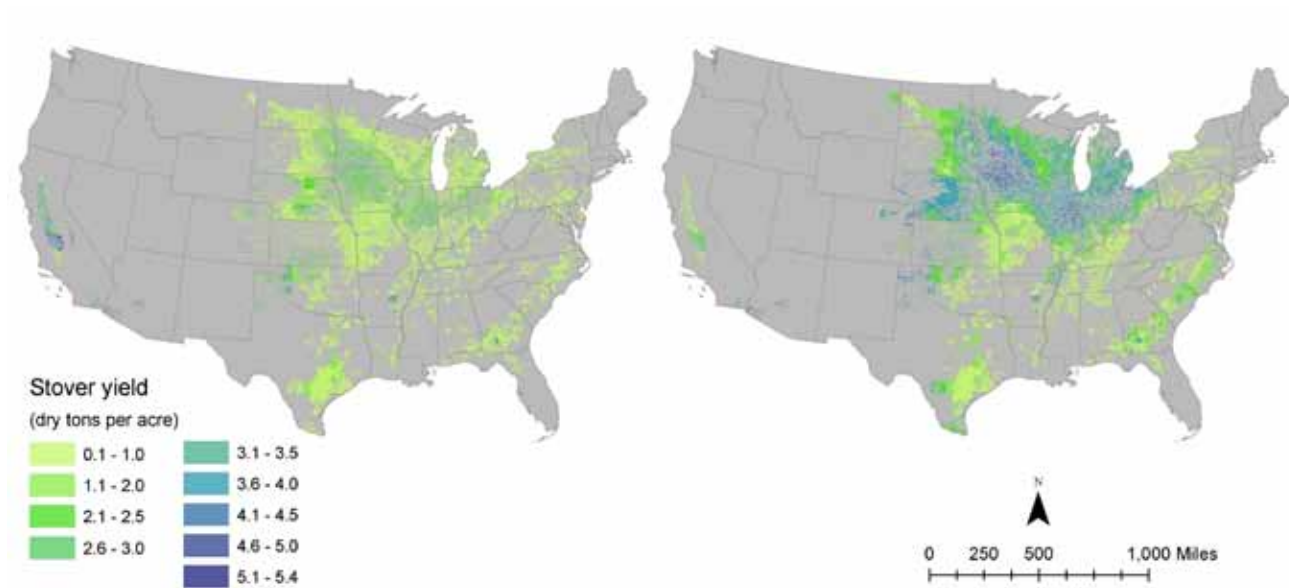 Stover yield
(dry tons per acre)
0.1 - 1.0
1.1 - 2.0
2.1 - 2.5
2.6 - 3.0
3.1 - 3.5
3.6 - 4.0
4.1 - 4.5
4.6 - 5.0
5.1 - 5.4
N
0 250 500 1,000 Miles